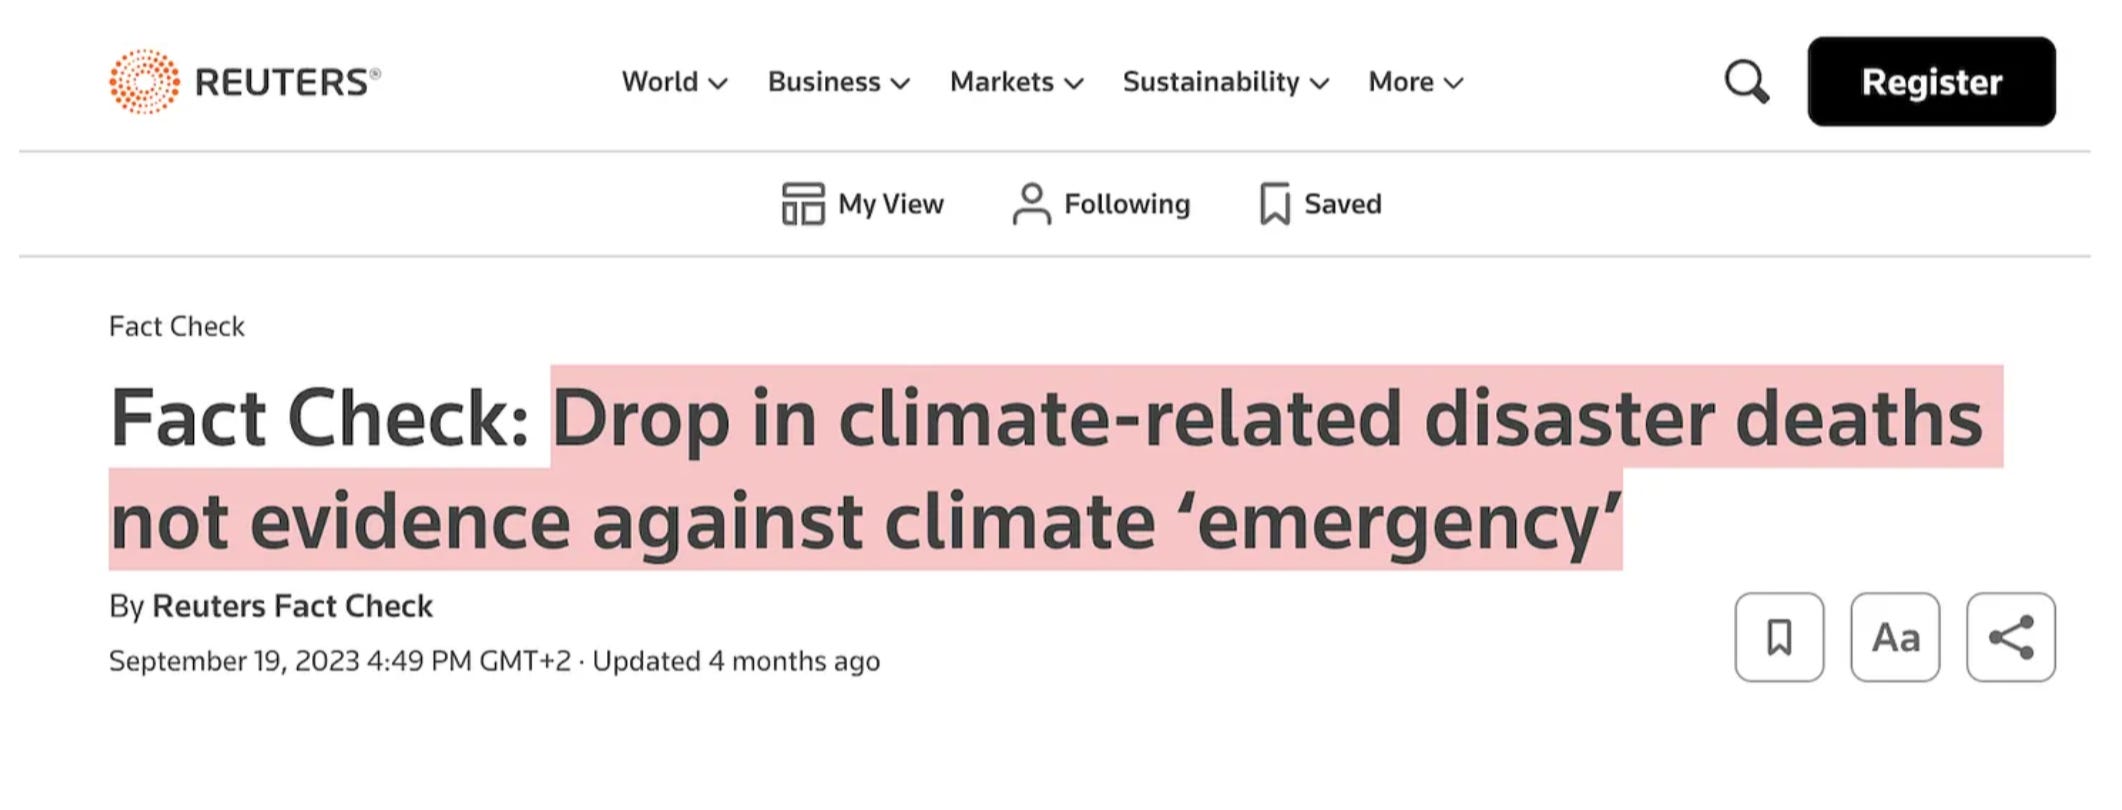 REUTERS®
World Business Markets Sustainability More
Register
My View Following Saved
Fact Check
Fact Check: Drop in climate-related disaster deaths
not evidence against climate ‘emergency’
By Reuters Fact Check
September 19, 2023 4:49 PM GMT+2 · Updated 4 months ago
Aa